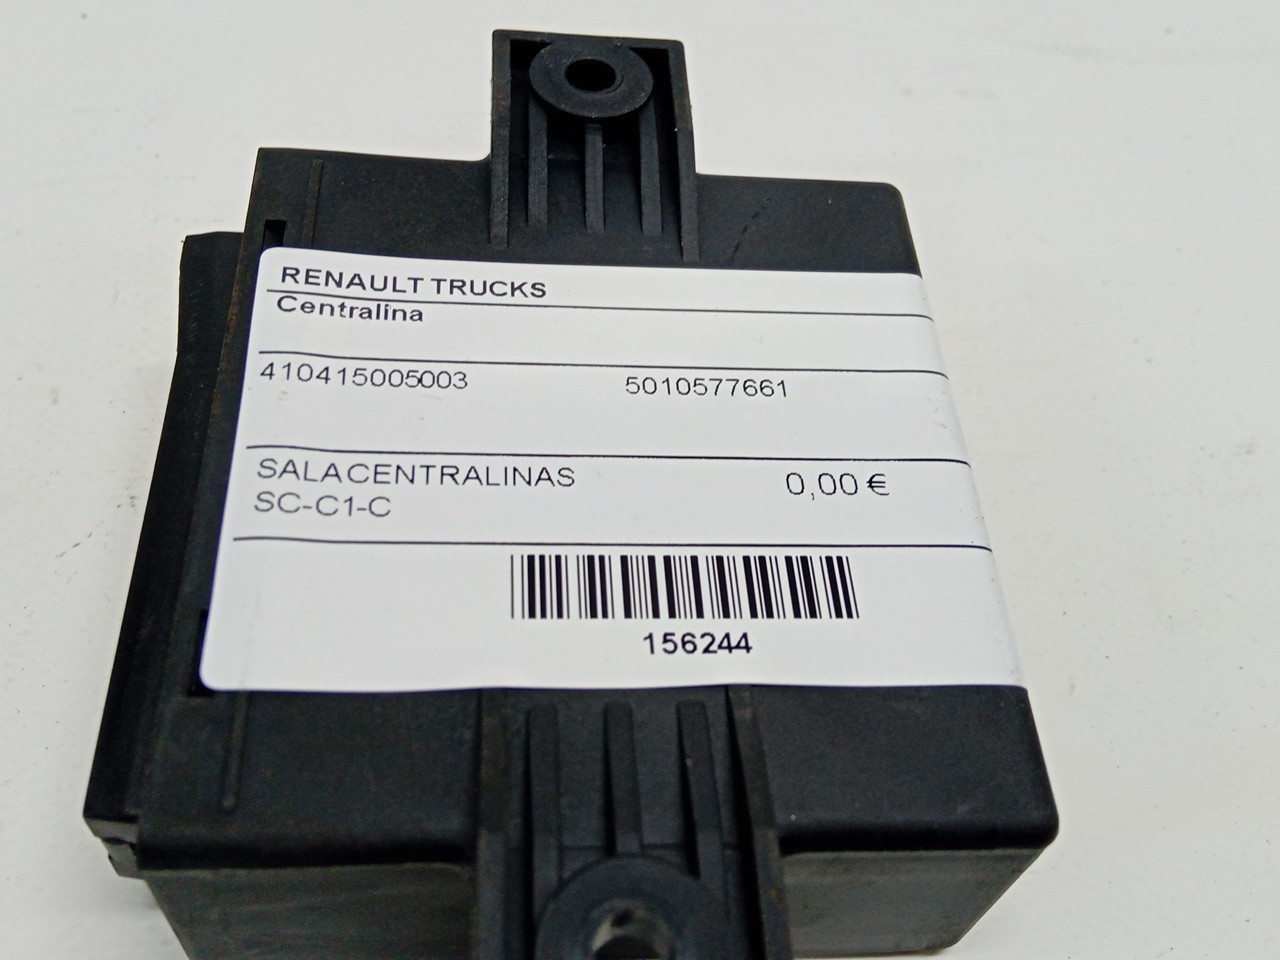 RENAULT TRUCKS
Centralina
410415005003 5010577661
SALACENTRALINAS 0,00 €
SC-C1-C
156244